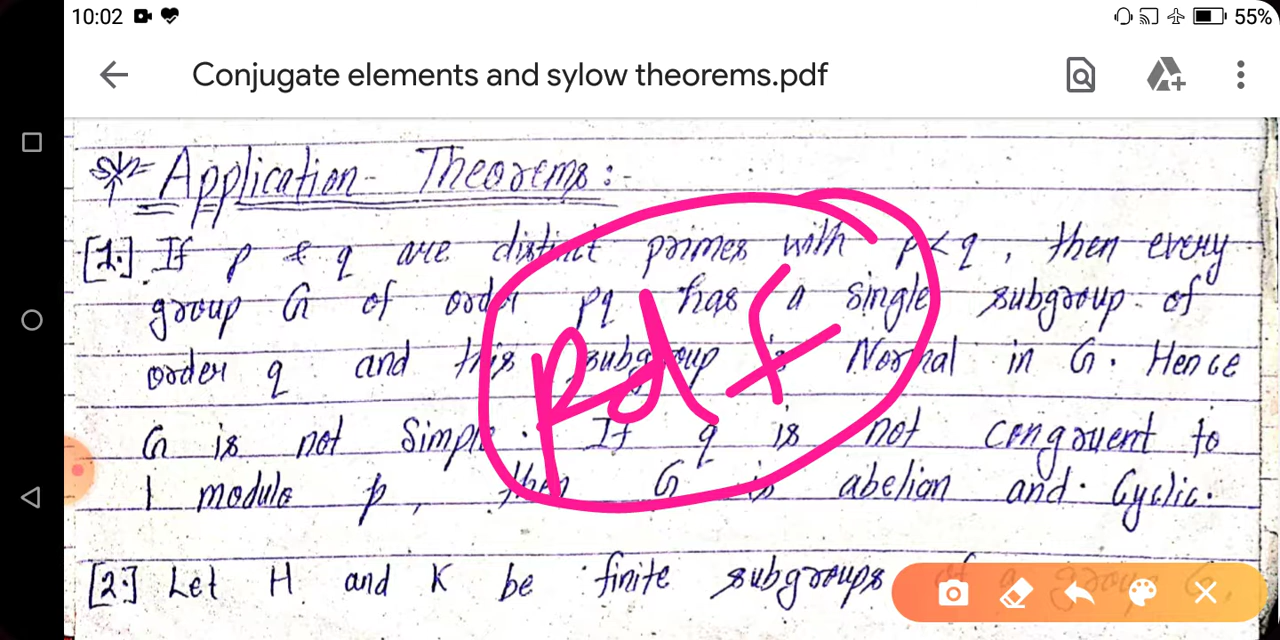 10:02 55%
Conjugate elements and sylow theorems.pdf
Application Theorems:-
[1.] If p & q are distinct primes with p < q, then every
group G of order pq has a single subgroup of
order q and this subgroup is Normal in G. Hence
G is not Simple. If q is not congruent to
1 modulo p, then G is abelian and Cyclic.
pdf
[2.] Let H and K be finite subgroups of a group G,